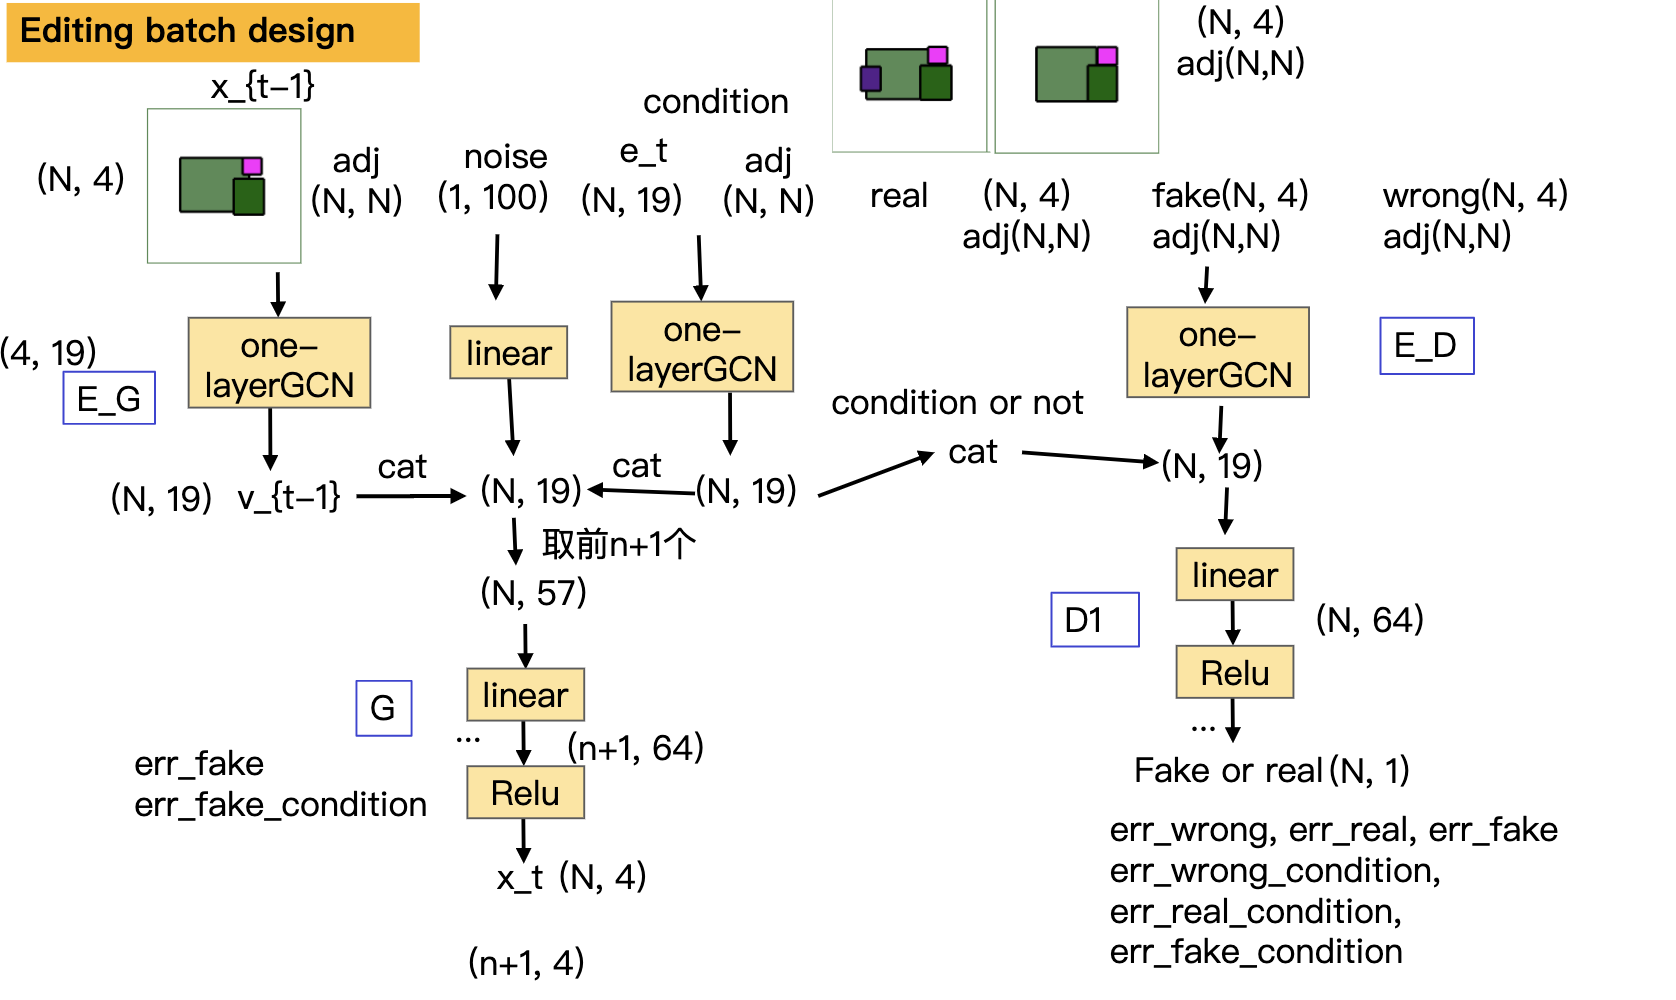 Editing batch design
x_{t-1}
(N, 4)
adj
(N, N)
noise
(1, 100)
condition
e_t
(N, 19)
adj
(N, N)
(N, 4)
adj(N,N)
real
(N, 4)
adj(N,N)
fake(N, 4)
adj(N,N)
wrong(N, 4)
adj(N,N)
(4, 19)
E_G
one-
layerGCN
linear
one-
layerGCN
one-
layerGCN
E_D
condition or not
cat
(N, 19)
(N, 19)
v_{t-1}
cat
(N, 19)
cat
(N, 19)
取前n+1个
(N, 57)
linear
G
...
(n+1, 64)
Relu
err_fake
err_fake_condition
x_t (N, 4)
(n+1, 4)
linear
D1
(N, 64)
Relu
...
Fake or real(N, 1)
err_wrong, err_real, err_fake
err_wrong_condition,
err_real_condition,
err_fake_condition